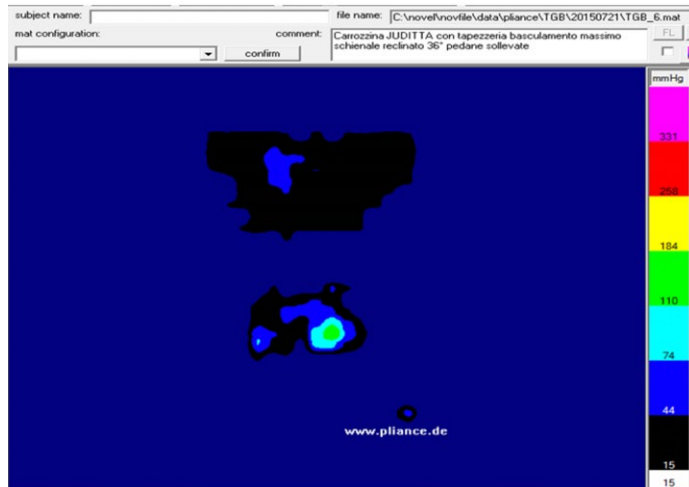 subject name:
file name: C:\novel\novfile\data\pliance\TGB\20150721\TGB_6.mat
mat configuration:
comment: Carrozzina JUDITTA con tapezzeria basculamento massimo
schienale reclinato 36° pedane sollevate
FL
confirm
mmHg
331
258
184
110
74
44
15
15
www.pliance.de